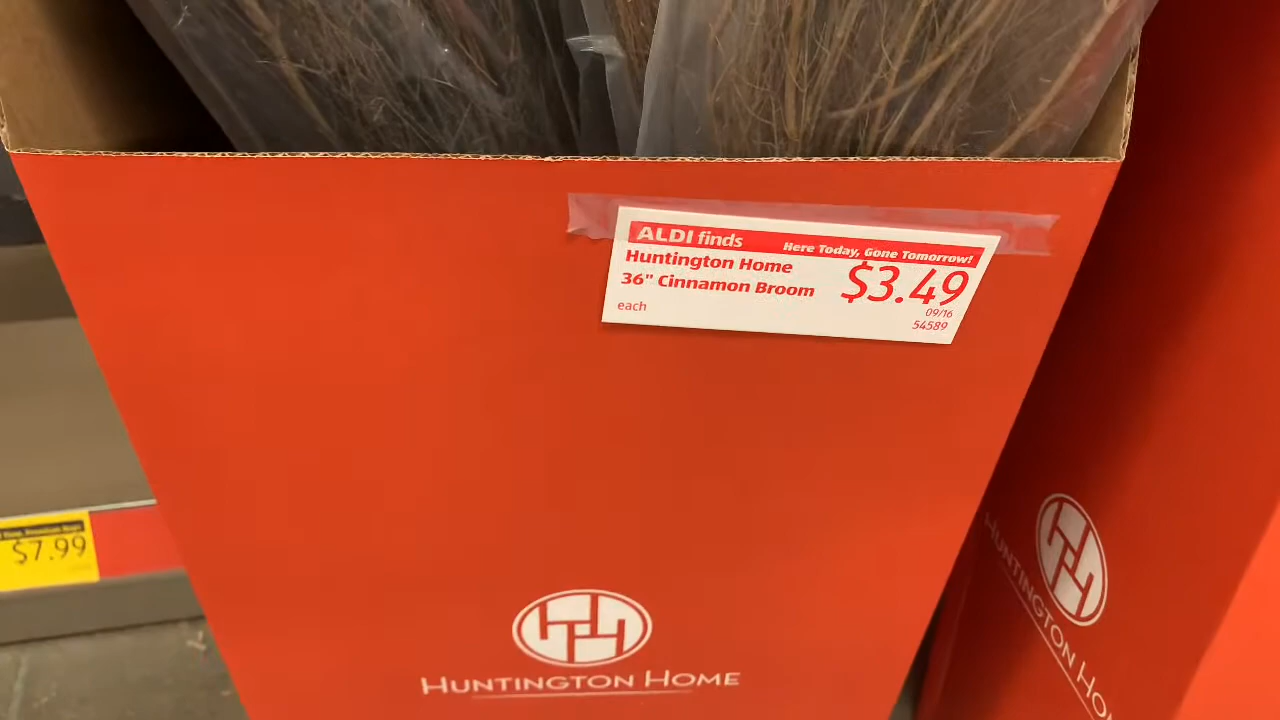 ALDI finds Here Today, Gone Tomorrow!
Huntington Home
36" Cinnamon Broom
$3.49
each
09/16
54589
$7.99
HUNTINGTON HOME
HUNTINGTON HO